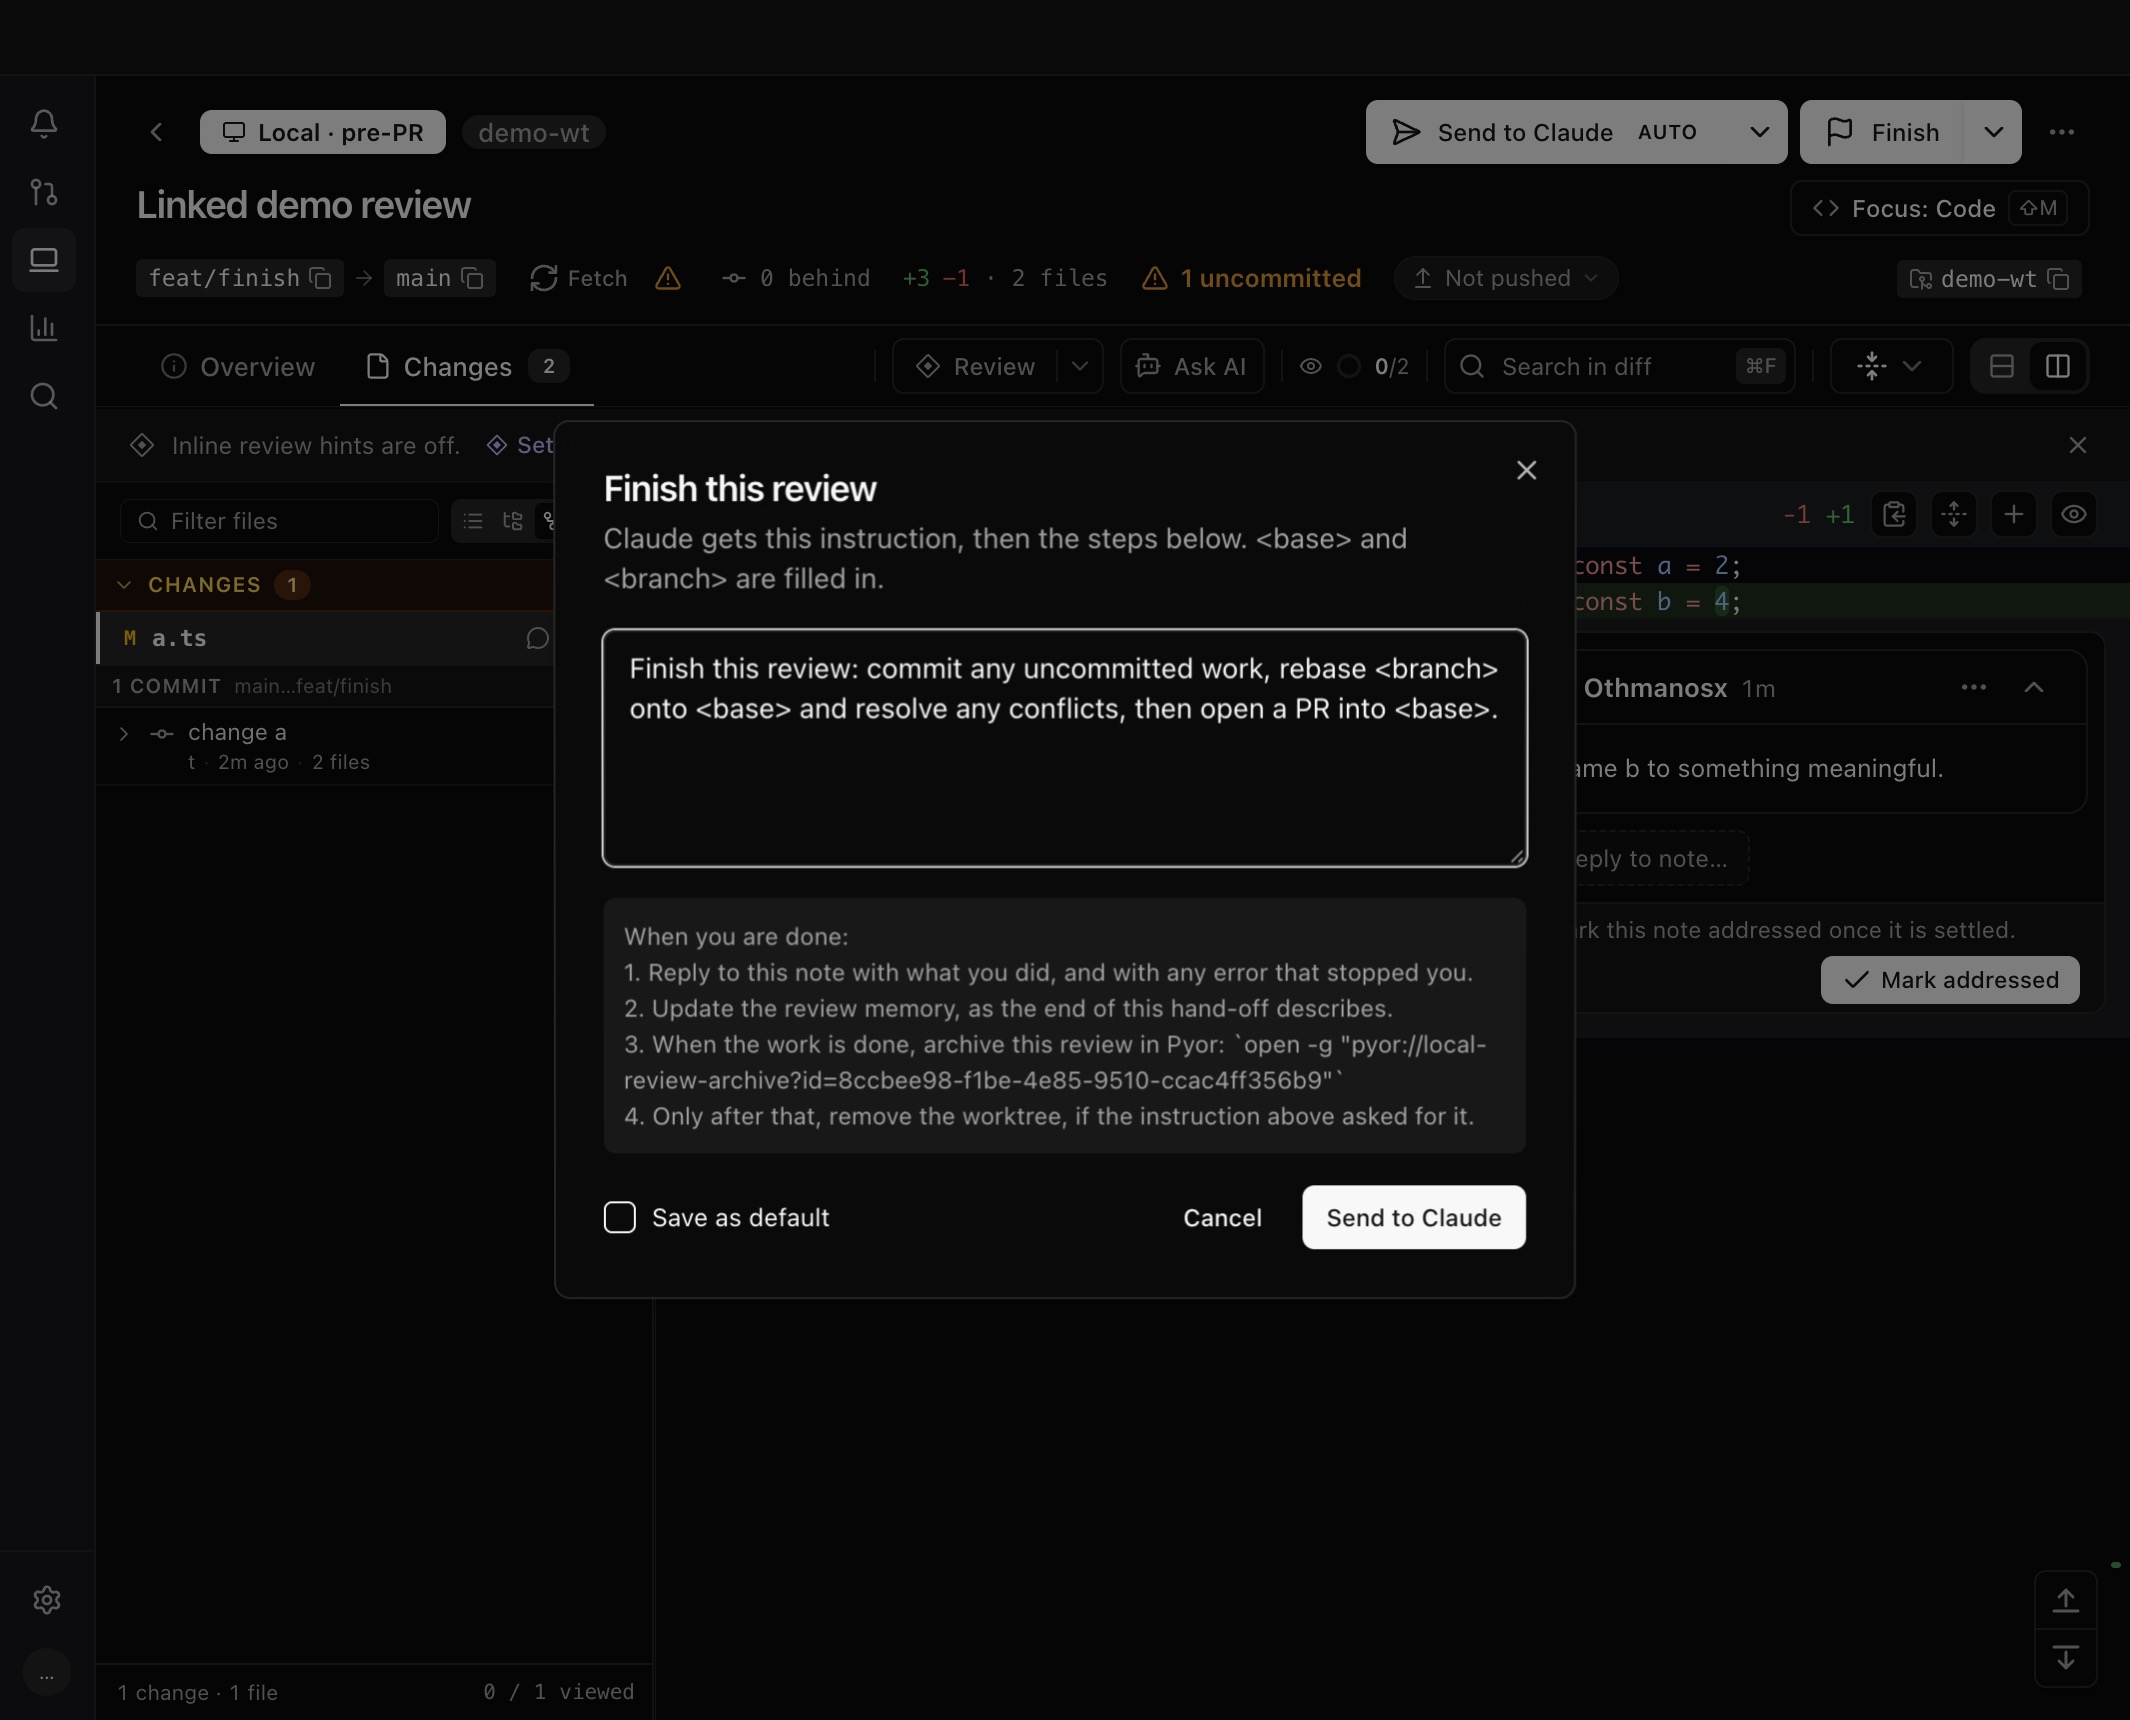 Local · pre-PR
demo-wt
Send to Claude AUTO
Finish
Linked demo review
Focus: Code ⇧M
feat/finish → main
Fetch
0 behind
+3 −1 · 2 files
1 uncommitted
Not pushed
demo-wt
Overview
Changes 2
Review
Ask AI
0/2
Search in diff ⌘F
Inline review hints are off.
Set
Filter files
-1 +1
CHANGES 1
M a.ts
1 COMMIT main...feat/finish
change a
t · 2m ago · 2 files
Finish this review
Claude gets this instruction, then the steps below. <base> and
<branch> are filled in.
Finish this review: commit any uncommitted work, rebase <branch>
onto <base> and resolve any conflicts, then open a PR into <base>.
When you are done:
1. Reply to this note with what you did, and with any error that stopped you.
2. Update the review memory, as the end of this hand-off describes.
3. When the work is done, archive this review in Pyor: `open -g "pyor://local-
review-archive?id=8ccbee98-f1be-4e85-9510-ccac4ff356b9"`
4. Only after that, remove the worktree, if the instruction above asked for it.
Save as default
Cancel
Send to Claude
const a = 2;
const b = 4;
Othmanosx 1m
ame b to something meaningful.
eply to note...
rk this note addressed once it is settled.
Mark addressed
...
1 change · 1 file
0 / 1 viewed